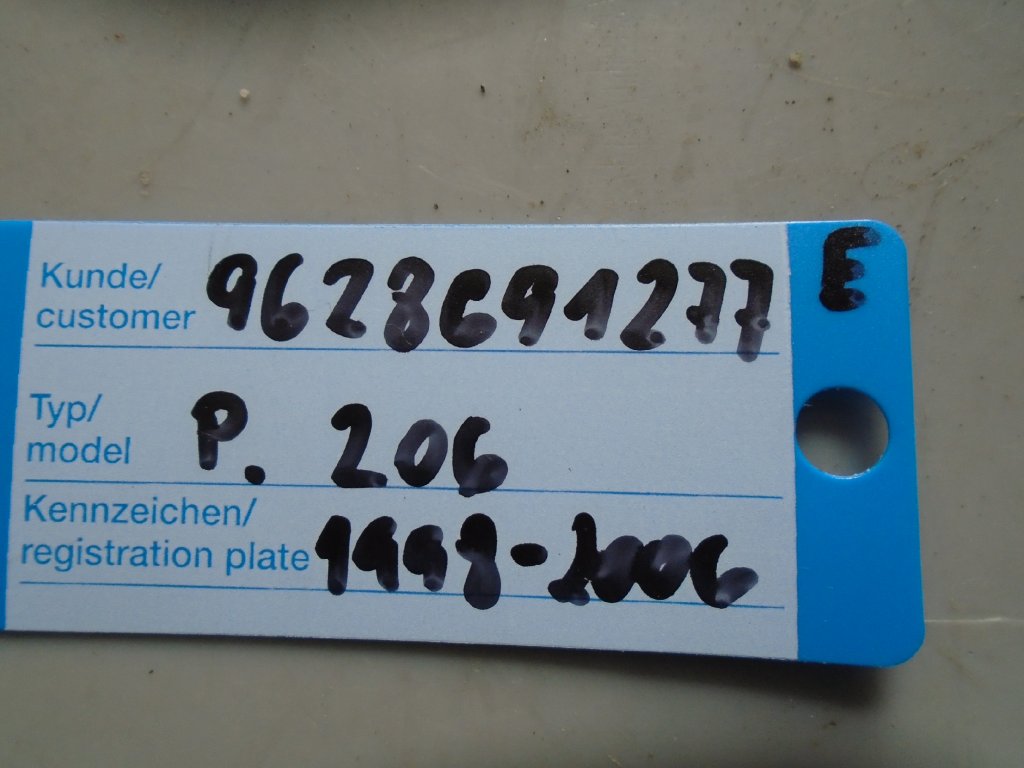 Kunde/
customer 9628691277 E
Typ/
model P. 206
Kennzeichen/
registration plate 1998-2006